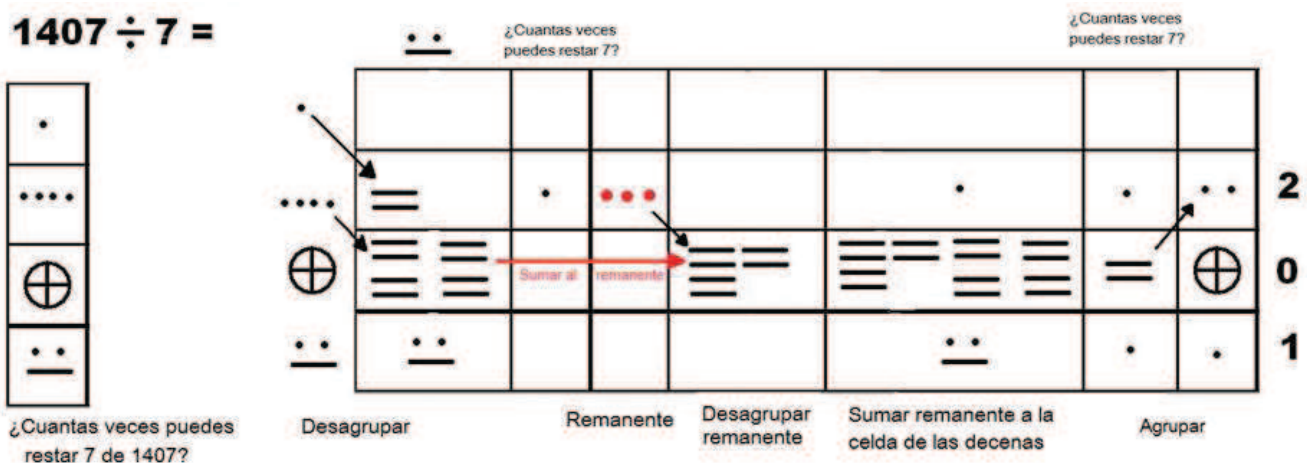 1407 ÷ 7 =
¿Cuantas veces
puedes restar 7?
¿Cuantas veces
puedes restar 7?
2
Sumar al remanente
0
1
¿Cuantas veces puedes
restar 7 de 1407?
Desagrupar
Remanente
Desagrupar
remanente
Sumar remanente a la
celda de las decenas
Agrupar